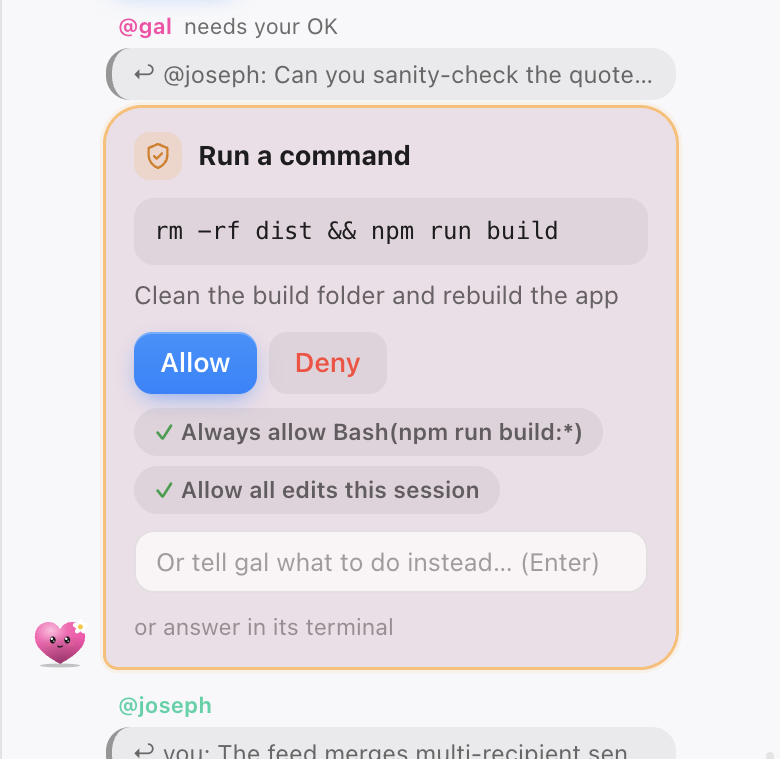 @gal needs your OK
↩ @joseph: Can you sanity-check the quote…
Run a command
rm -rf dist && npm run build
Clean the build folder and rebuild the app
Allow
Deny
✓ Always allow Bash(npm run build:*)
✓ Allow all edits this session
Or tell gal what to do instead… (Enter)
or answer in its terminal
@joseph
↩ you: The feed merges multi-recipient sen